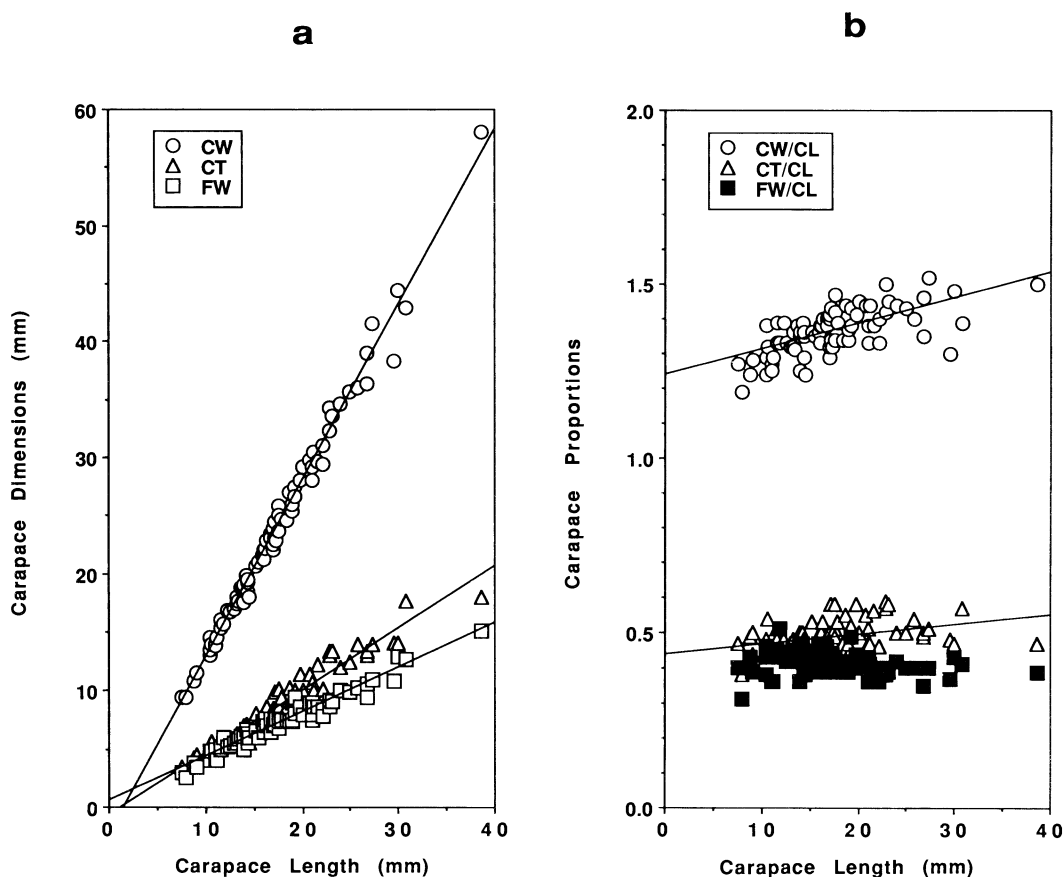 a
60
50
40
30
20
10
0
CW
CT
FW
Carapace Dimensions (mm)
0 10 20 30 40
Carapace Length (mm)
b
2.0
1.5
1.0
0.5
0.0
CW/CL
CT/CL
FW/CL
Carapace Proportions
0 10 20 30 40
Carapace Length (mm)